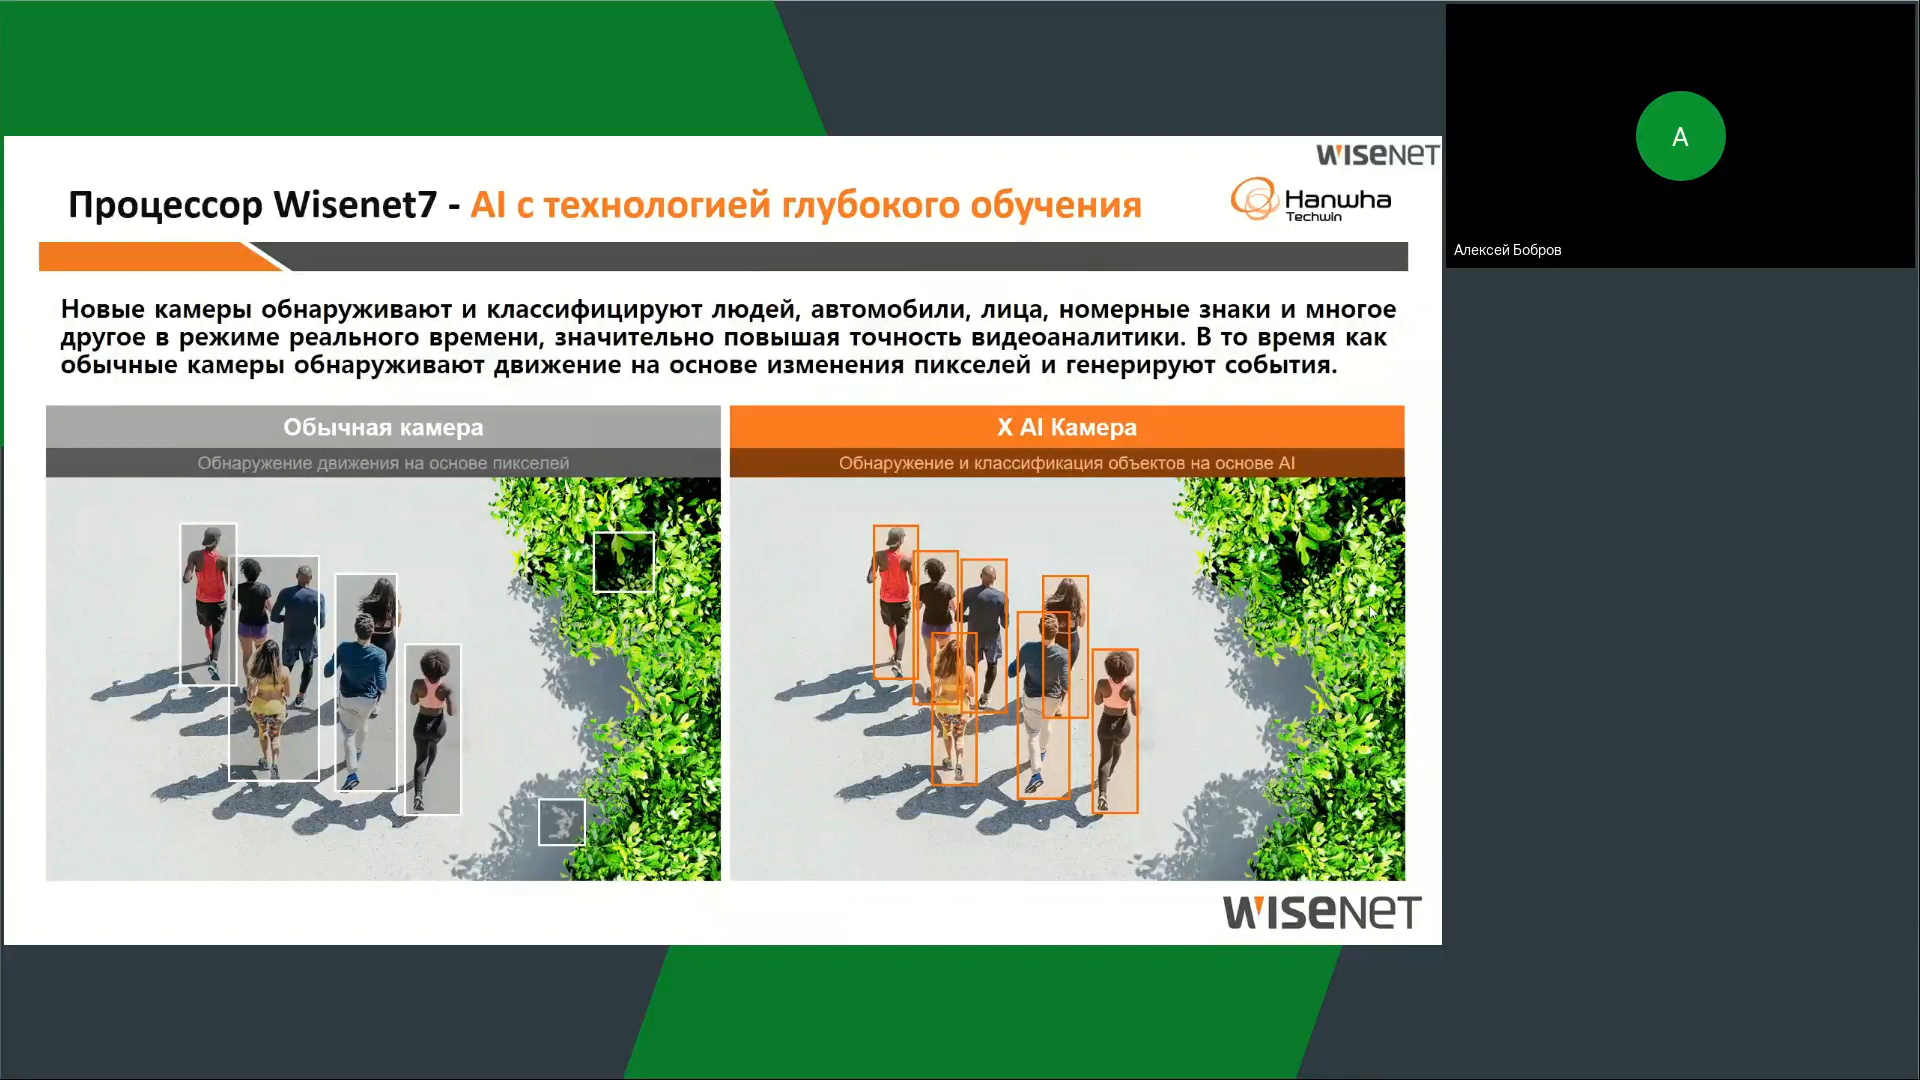 WISENET
Процессор Wisenet7 - AI с технологией глубокого обучения
Hanwha
Techwin
A
Алексей Бобров
Новые камеры обнаруживают и классифицируют людей, автомобили, лица, номерные знаки и многое
другое в режиме реального времени, значительно повышая точность видеоаналитики. В то время как
обычные камеры обнаруживают движение на основе изменения пикселей и генерируют события.
Обычная камера
Обнаружение движения на основе пикселей
X AI Камера
Обнаружение и классификация объектов на основе AI
WISENET